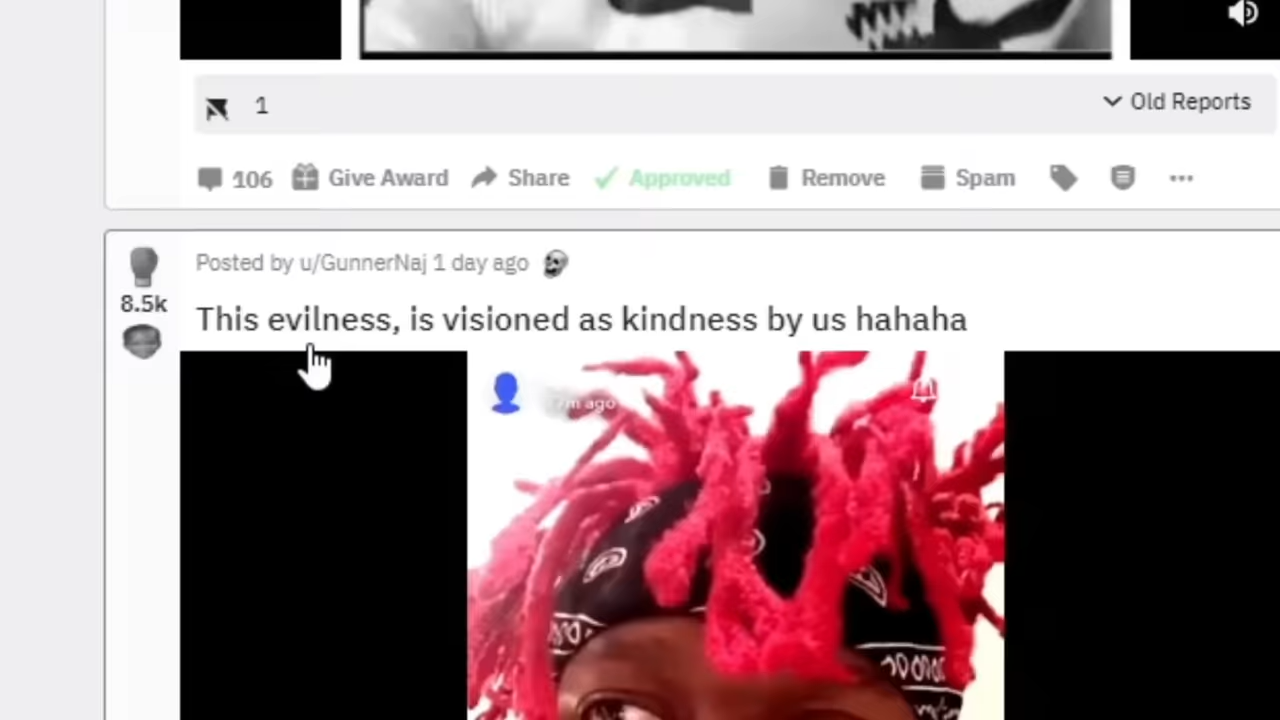 1
Old Reports
106 Give Award Share Approved Remove Spam
Posted by u/GunnerNaj 1 day ago
8.5k
This evilness, is visioned as kindness by us hahaha
m ago